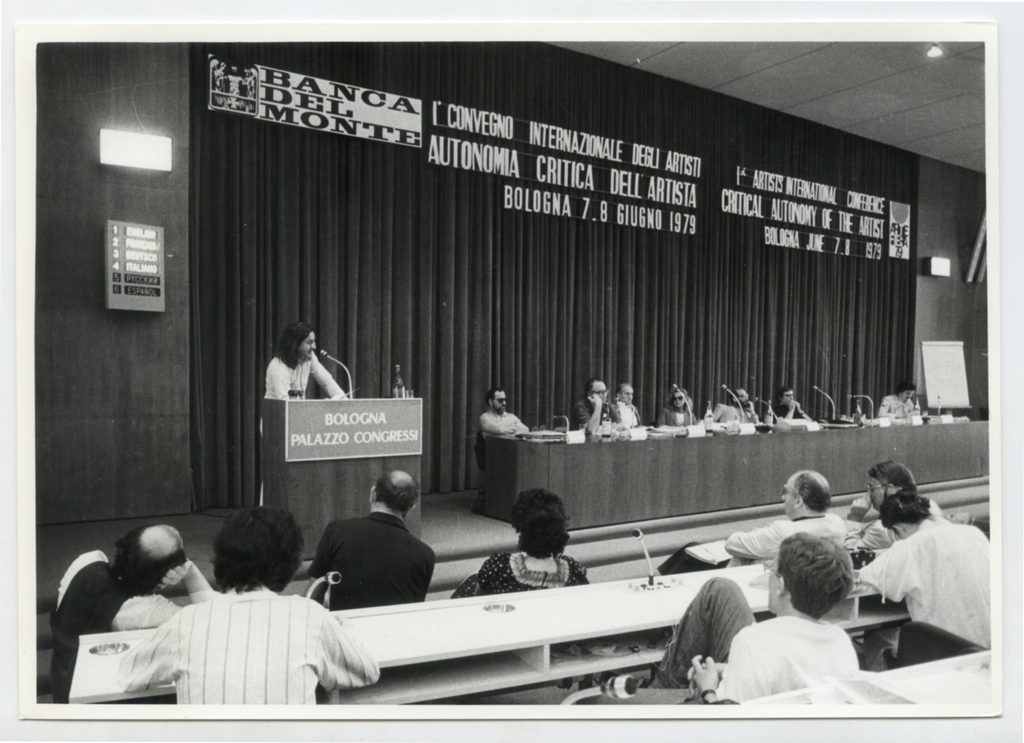 BANCA
DEL
MONTE
1° CONVEGNO INTERNAZIONALE DEGLI ARTISTI
AUTONOMIA CRITICA DELL'ARTISTA
BOLOGNA 7.8 GIUGNO 1979
1st ARTISTS' INTERNATIONAL CONFERENCE
CRITICAL AUTONOMY OF THE ARTIST
BOLOGNA JUNE 7.8 1979
79
1 ENGLISH
2 FRANÇAIS
3 DEUTSCH
4 ITALIANO
5 РУССКИЙ
6 ESPAÑOL
BOLOGNA
PALAZZO CONGRESSI